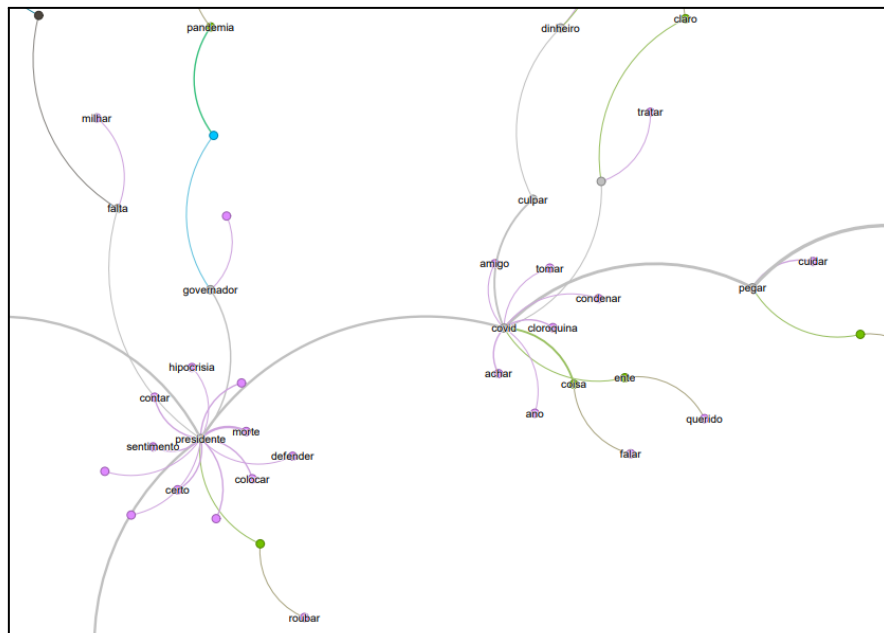 claro
pandemia
dinheiro
milhar
tratar
culpar
falta
amigo
tomar
cuidar
governador
pegar
condenar
covid
cloroquina
hipocrisia
achar
ente
coisa
contar
ano
querido
morte
presidente
sentimento
defender
falar
colocar
certo
roubar